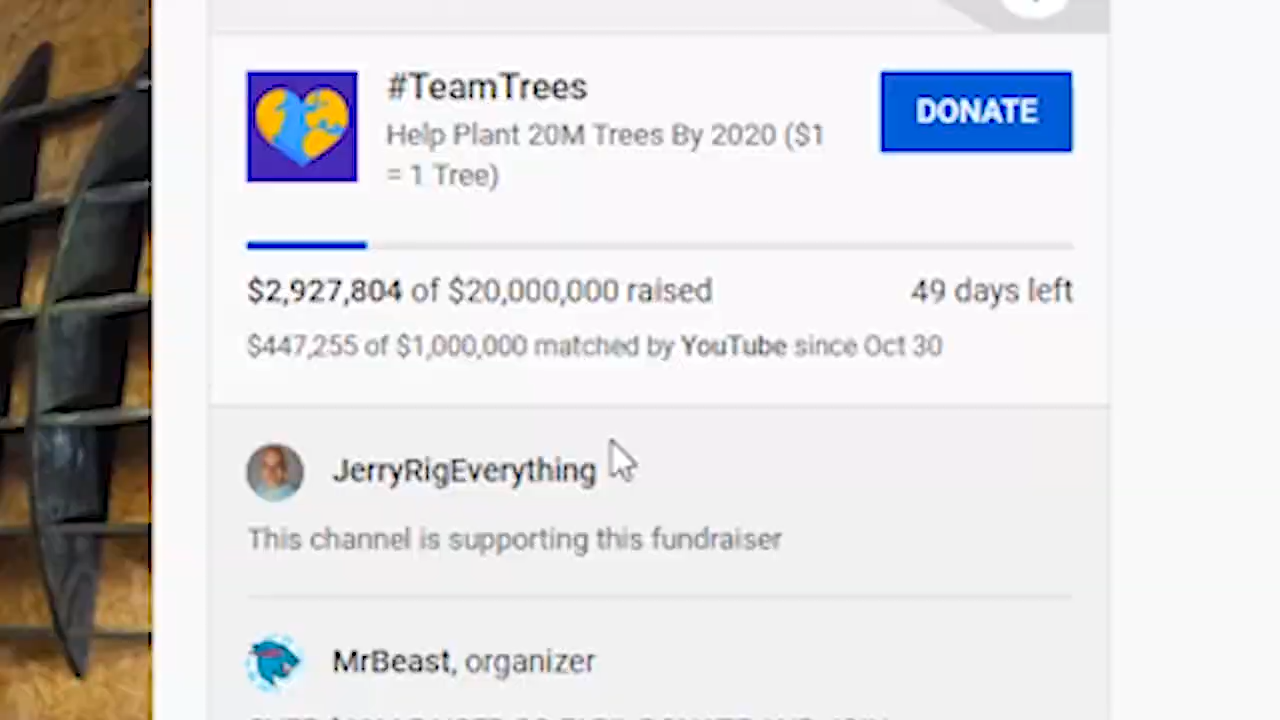 #TeamTrees
DONATE
Help Plant 20M Trees By 2020 ($1
= 1 Tree)
$2,927,804 of $20,000,000 raised
49 days left
$447,255 of $1,000,000 matched by YouTube since Oct 30
JerryRigEverything
This channel is supporting this fundraiser
MrBeast, organizer